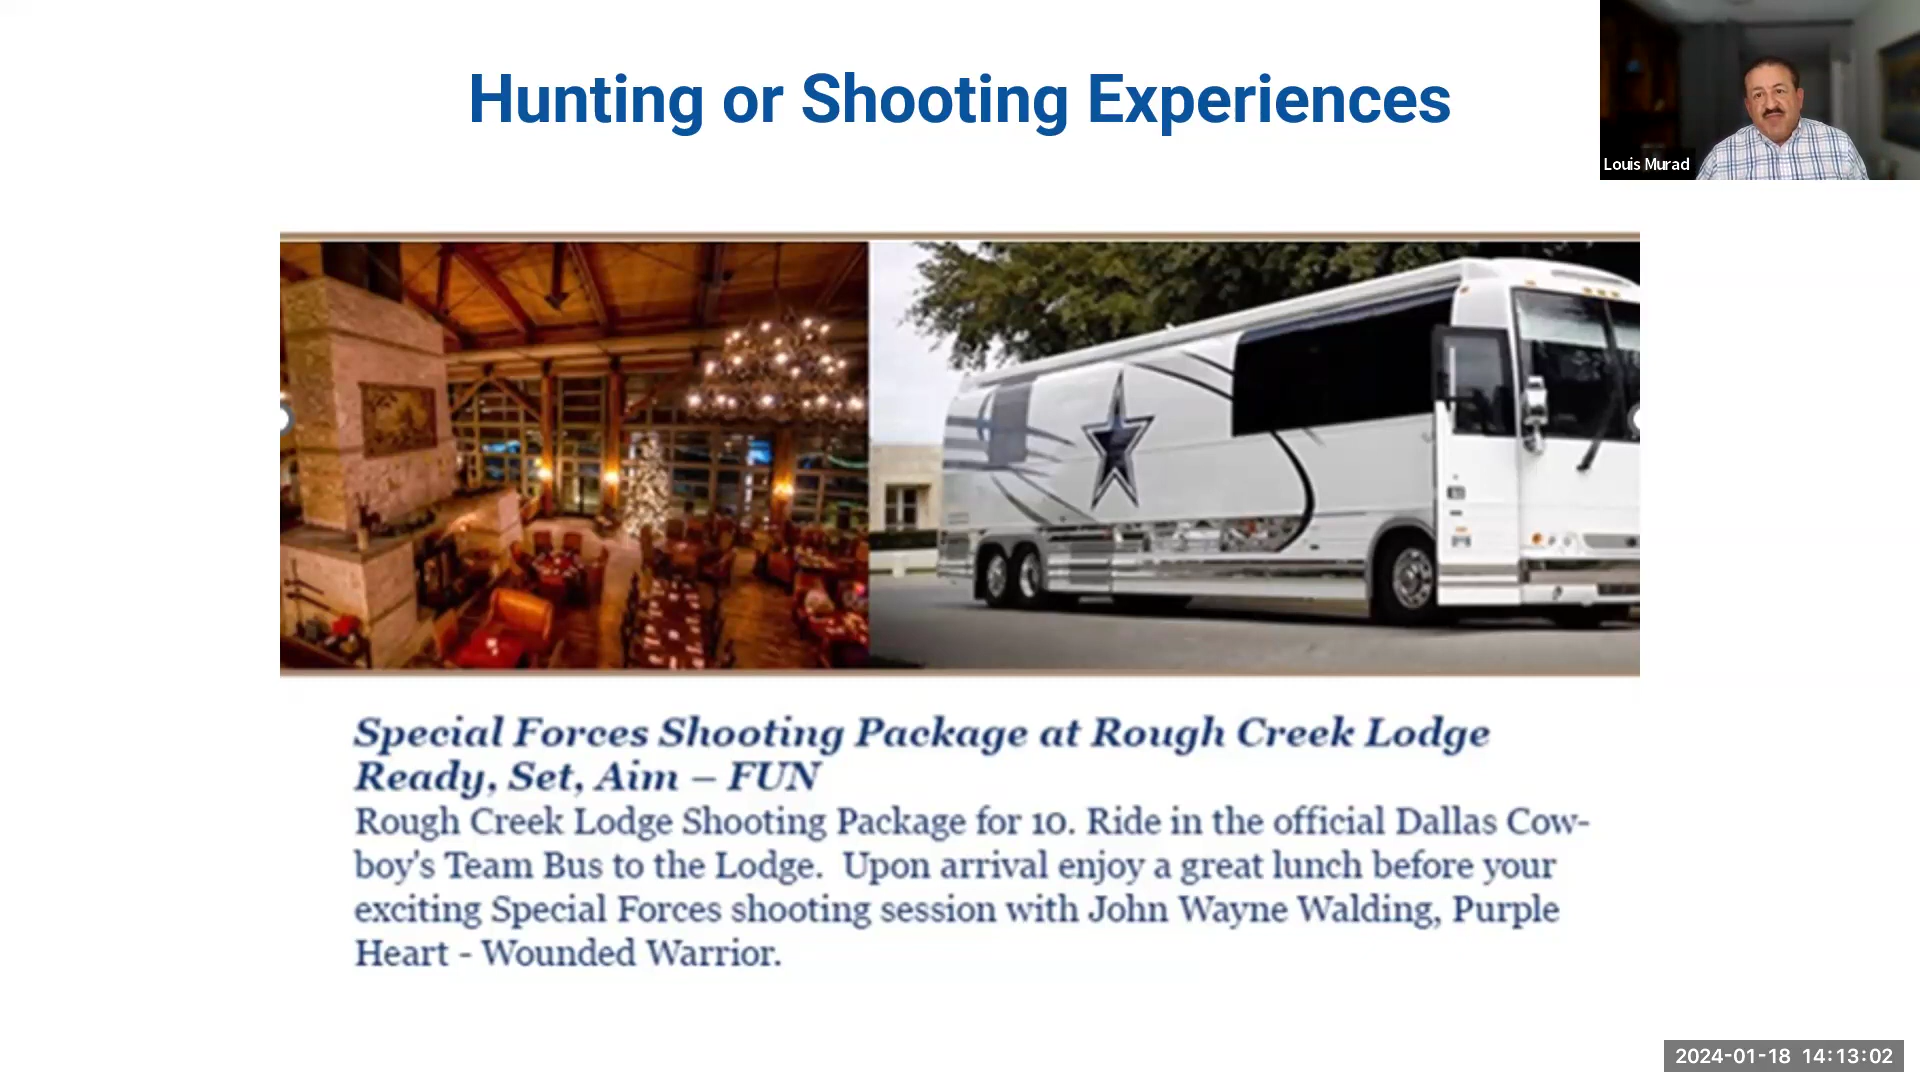 Hunting or Shooting Experiences
Louis Murad
Special Forces Shooting Package at Rough Creek Lodge
Ready, Set, Aim – FUN
Rough Creek Lodge Shooting Package for 10. Ride in the official Dallas Cow-
boy's Team Bus to the Lodge.  Upon arrival enjoy a great lunch before your
exciting Special Forces shooting session with John Wayne Walding, Purple
Heart - Wounded Warrior.
2024-01-18 14:13:02